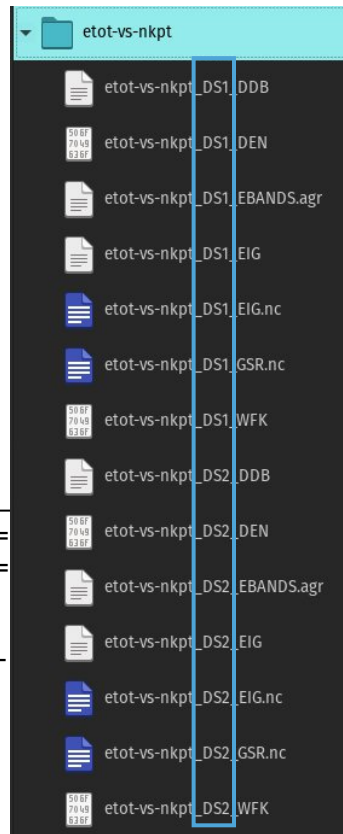 etot-vs-nkpt
etot-vs-nkpt_DS1_DDB
etot-vs-nkpt_DS1_DEN
etot-vs-nkpt_DS1_EBANDS.agr
etot-vs-nkpt_DS1_EIG
etot-vs-nkpt_DS1_EIG.nc
etot-vs-nkpt_DS1_GSR.nc
etot-vs-nkpt_DS1_WFK
etot-vs-nkpt_DS2_DDB
etot-vs-nkpt_DS2_DEN
etot-vs-nkpt_DS2_EBANDS.agr
etot-vs-nkpt_DS2_EIG
etot-vs-nkpt_DS2_EIG.nc
etot-vs-nkpt_DS2_GSR.nc
etot-vs-nkpt_DS2_WFK